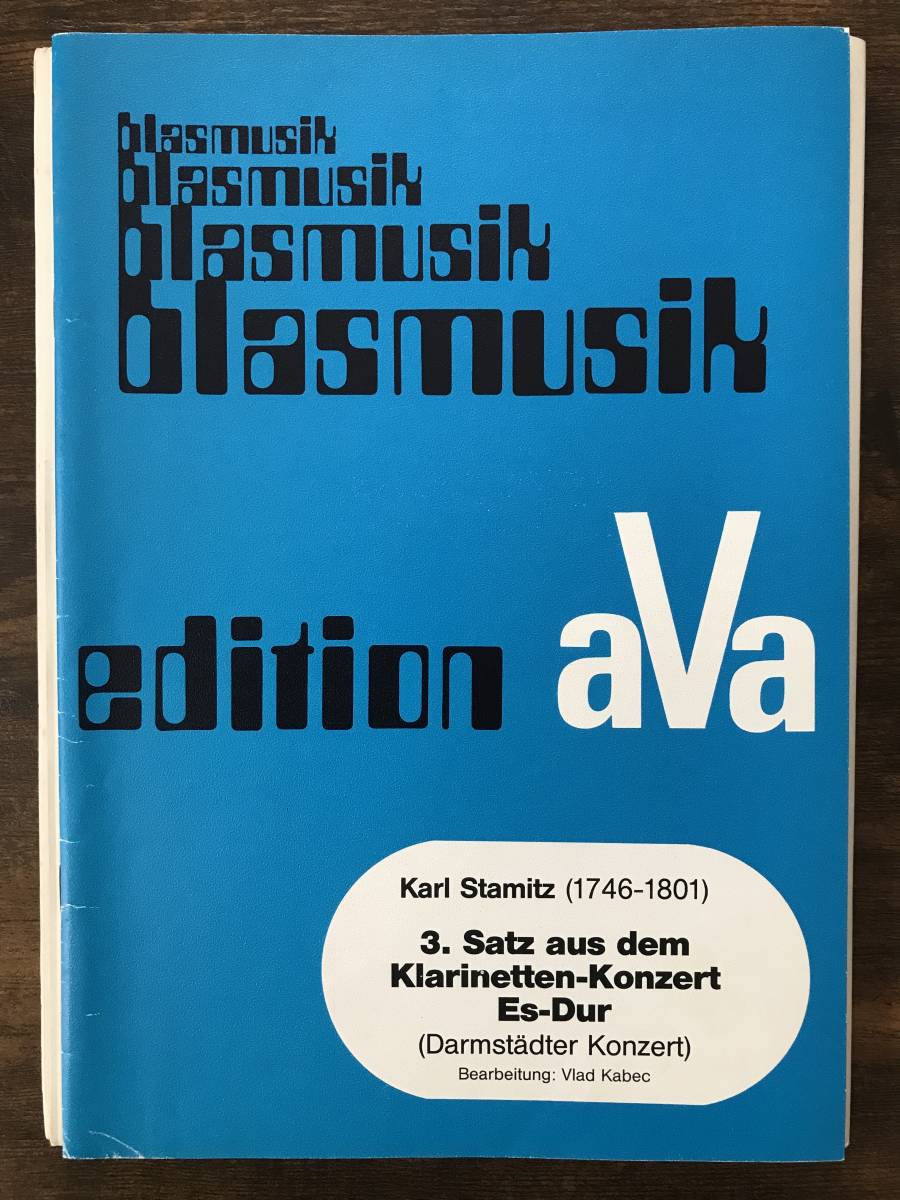 blasmusik
blasmusik
blasmusik
blasmusik
edition aVa
Karl Stamitz (1746-1801)
3. Satz aus dem
Klarinetten-Konzert
Es-Dur
(Darmstädter Konzert)
Bearbeitung: Vlad Kabec